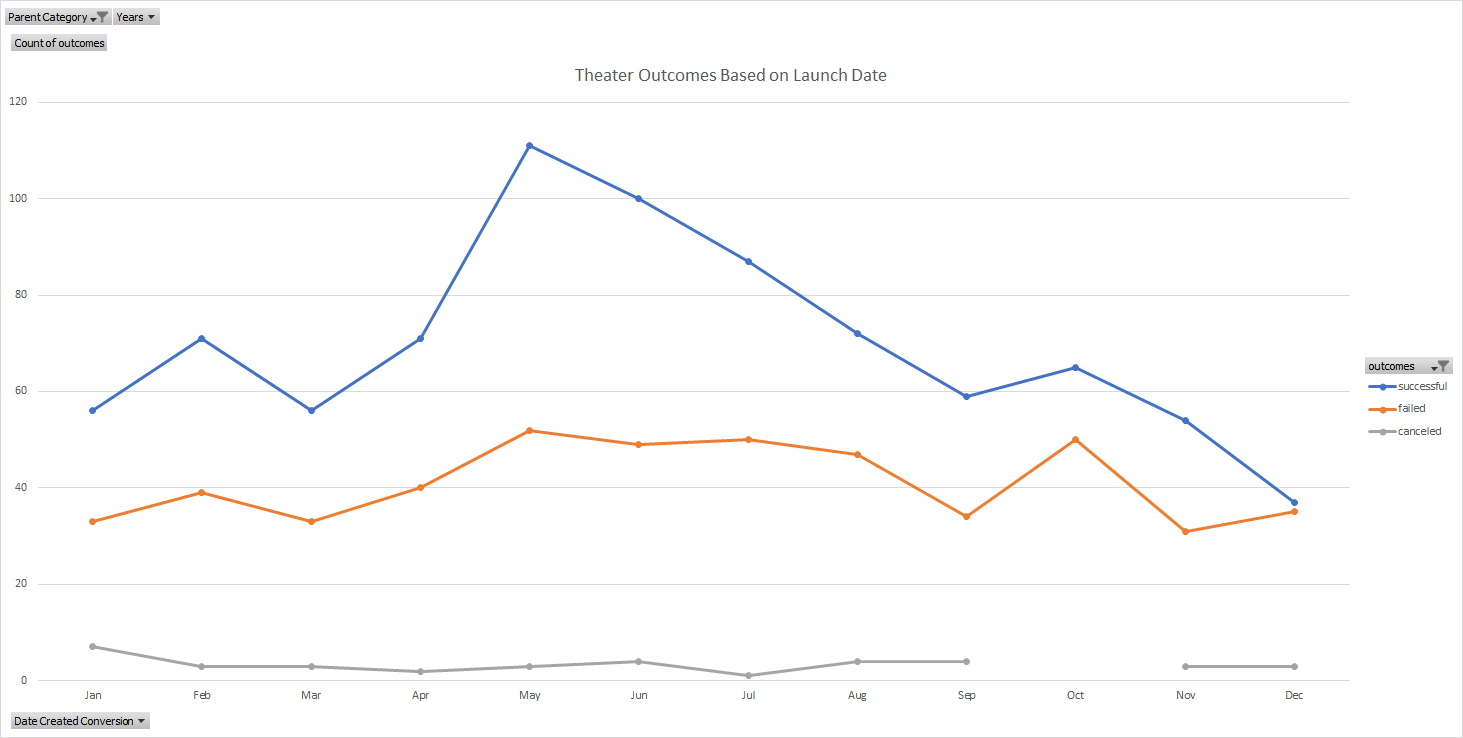 Parent Category Years
Count of outcomes
Theater Outcomes Based on Launch Date
120
100
80
60
40
20
0
Jan Feb Mar Apr May Jun Jul Aug Sep Oct Nov Dec
outcomes
successful
failed
canceled
Date Created Conversion